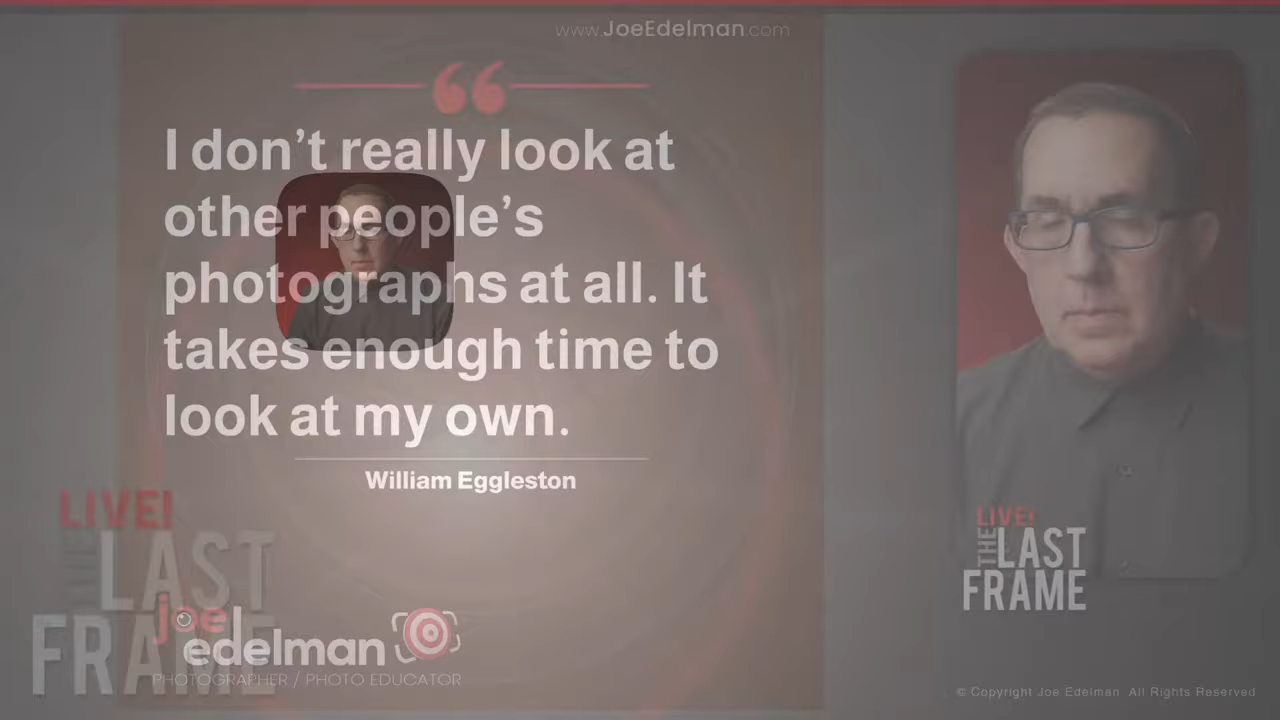 www.JoeEdelman.com
“
I don’t really look at
other people’s
photographs at all. It
takes enough time to
look at my own.
William Eggleston
LIVE!
THE LAST
FRAME
joel
edelman
PHOTOGRAPHER / PHOTO EDUCATOR
LIVE!
THE LAST
FRAME
© Copyright Joe Edelman All Rights Reserved